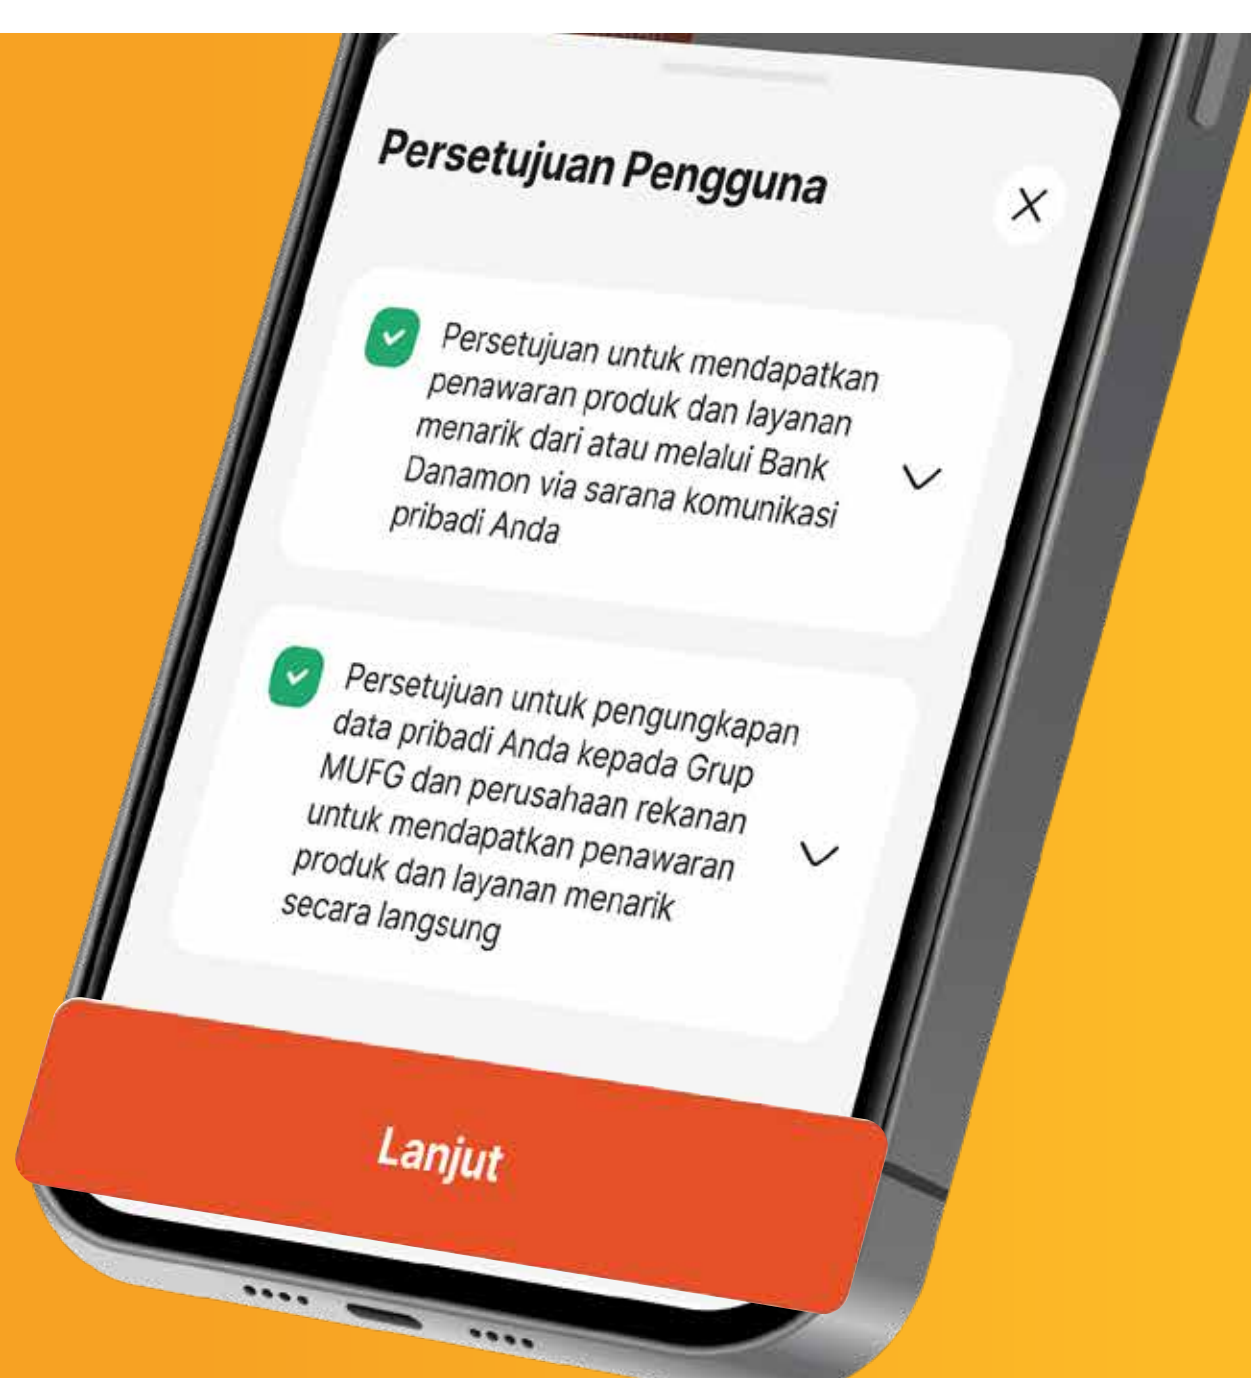 Persetujuan Pengguna
Persetujuan untuk mendapatkan
penawaran produk dan layanan
menarik dari atau melalui Bank
Danamon via sarana komunikasi
pribadi Anda
Persetujuan untuk pengungkapan
data pribadi Anda kepada Grup
MUFG dan perusahaan rekanan
untuk mendapatkan penawaran
produk dan layanan menarik
secara langsung
Lanjut